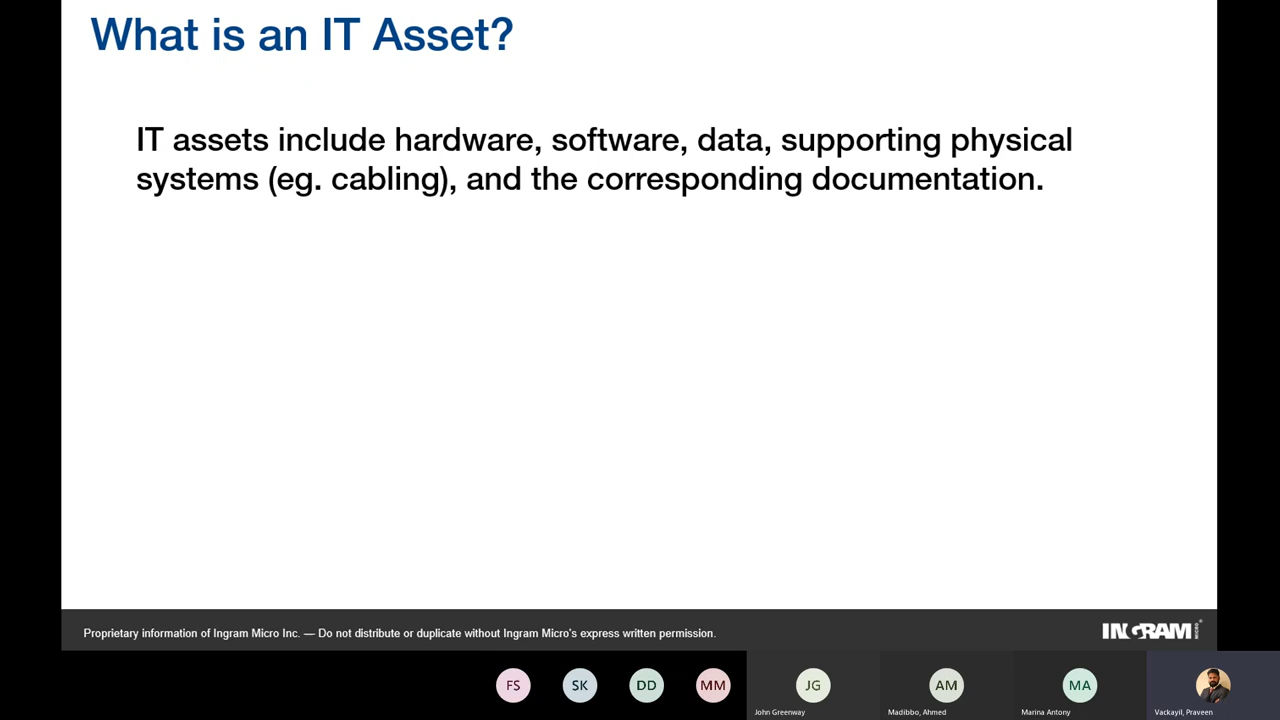 What is an IT Asset?
IT assets include hardware, software, data, supporting physical
systems (eg. cabling), and the corresponding documentation.
Proprietary information of Ingram Micro Inc. — Do not distribute or duplicate without Ingram Micro's express written permission.
INGRAM MICRO®
FS SK DD MM JG AM MA
John Greenway Madibbo, Ahmed Marina Antony Vackayil, Praveen